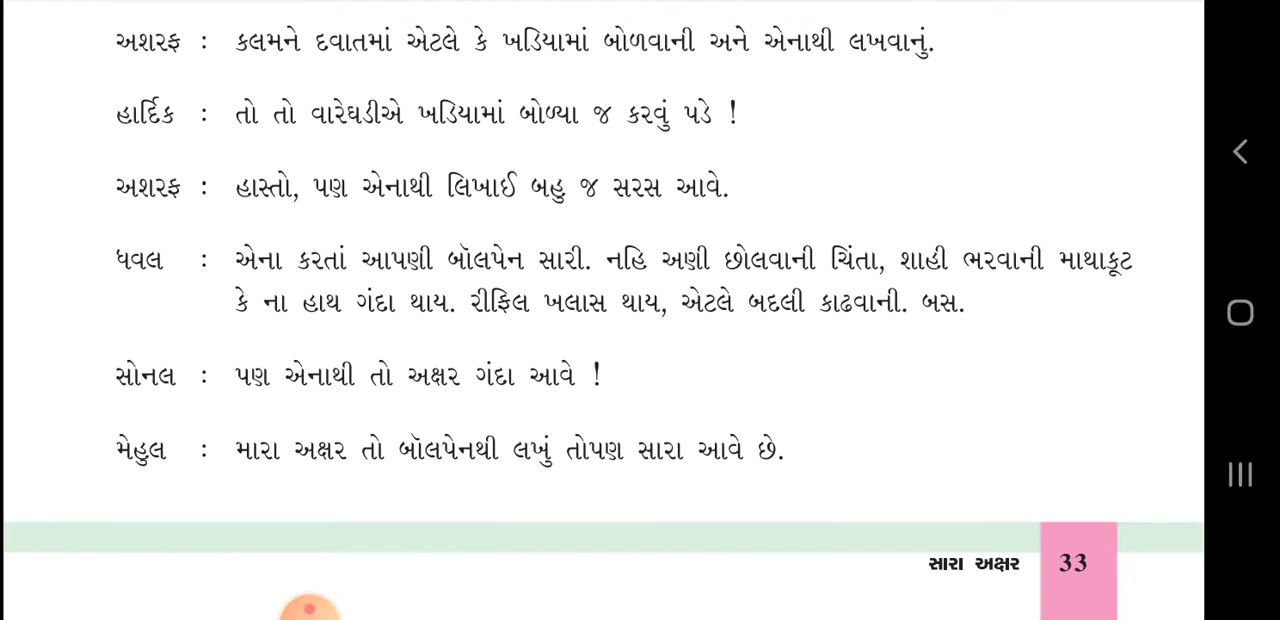 અશરફ : કલમને દવાતમાં એટલે કે ખડિયામાં બોળવાની અને એનાથી લખવાનું.
હાર્દિક : તો તો વારેઘડીએ ખડિયામાં બોળ્યા જ કરવું પડે !
અશરફ : હાસ્તો, પણ એનાથી લિખાઈ બહુ જ સરસ આવે.
ધવલ : એના કરતાં આપણી બૉલપેન સારી. નહિ અણી છોલવાની ચિંતા, શાહી ભરવાની માથાકૂટ
કે ના હાથ ગંદા થાય. રીફિલ ખલાસ થાય, એટલે બદલી કાઢવાની. બસ.
સોનલ : પણ એનાથી તો અક્ષર ગંદા આવે !
મેહુલ : મારા અક્ષર તો બૉલપેનથી લખું તોપણ સારા આવે છે.
સારા અક્ષર 33